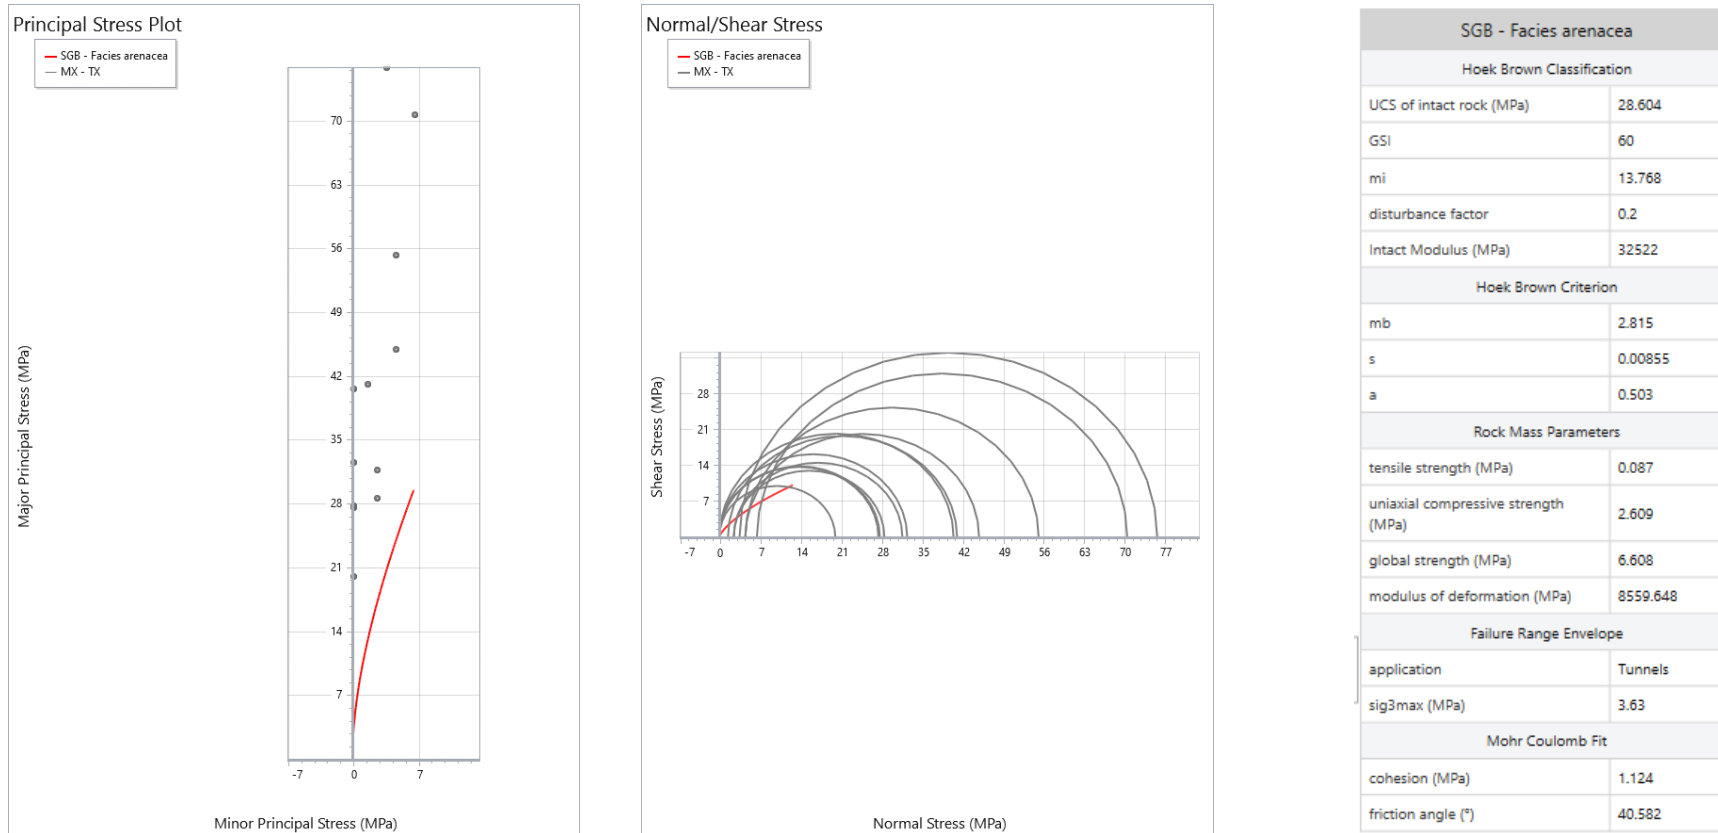 Principal Stress Plot
SGB - Facies arenacea
MX - TX
70
63
56
49
42
35
28
21
14
7
-7 0 7
Major Principal Stress (MPa)
Minor Principal Stress (MPa)
Normal/Shear Stress
SGB - Facies arenacea
MX - TX
28
21
14
7
-7 0 7 14 21 28 35 42 49 56 63 70 77
Shear Stress (MPa)
Normal Stress (MPa)
SGB - Facies arenacea
Hoek Brown Classification
UCS of intact rock (MPa) 28.604
GSI 60
mi 13.768
disturbance factor 0.2
Intact Modulus (MPa) 32522
Hoek Brown Criterion
mb 2.815
s 0.00855
a 0.503
Rock Mass Parameters
tensile strength (MPa) 0.087
uniaxial compressive strength
(MPa) 2.609
global strength (MPa) 6.608
modulus of deformation (MPa) 8559.648
Failure Range Envelope
application Tunnels
sig3max (MPa) 3.63
Mohr Coulomb Fit
cohesion (MPa) 1.124
friction angle (°) 40.582